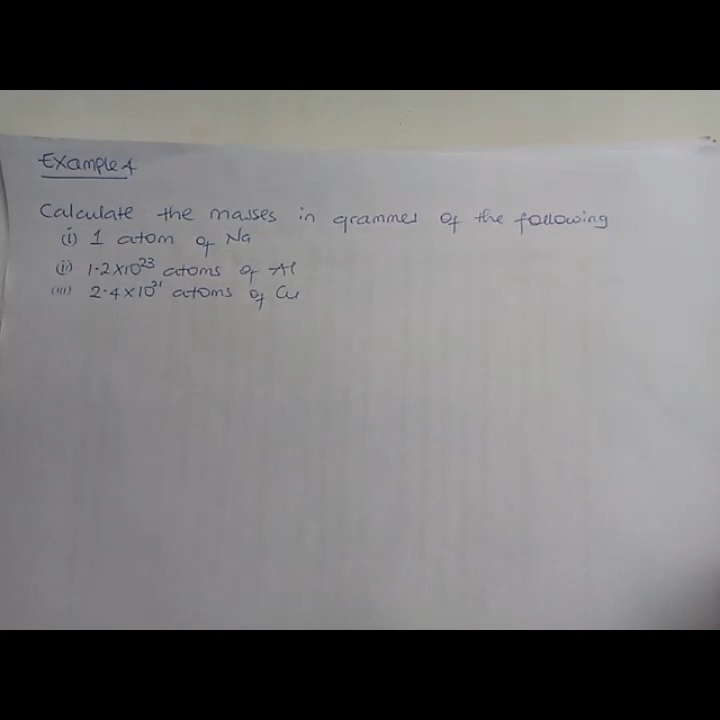 Example 4
Calculate the masses in grammes of the following
(i) 1 atom of Na
(ii) 1.2×10²³ atoms of Al
(iii) 2.4×10²¹ atoms of Cu